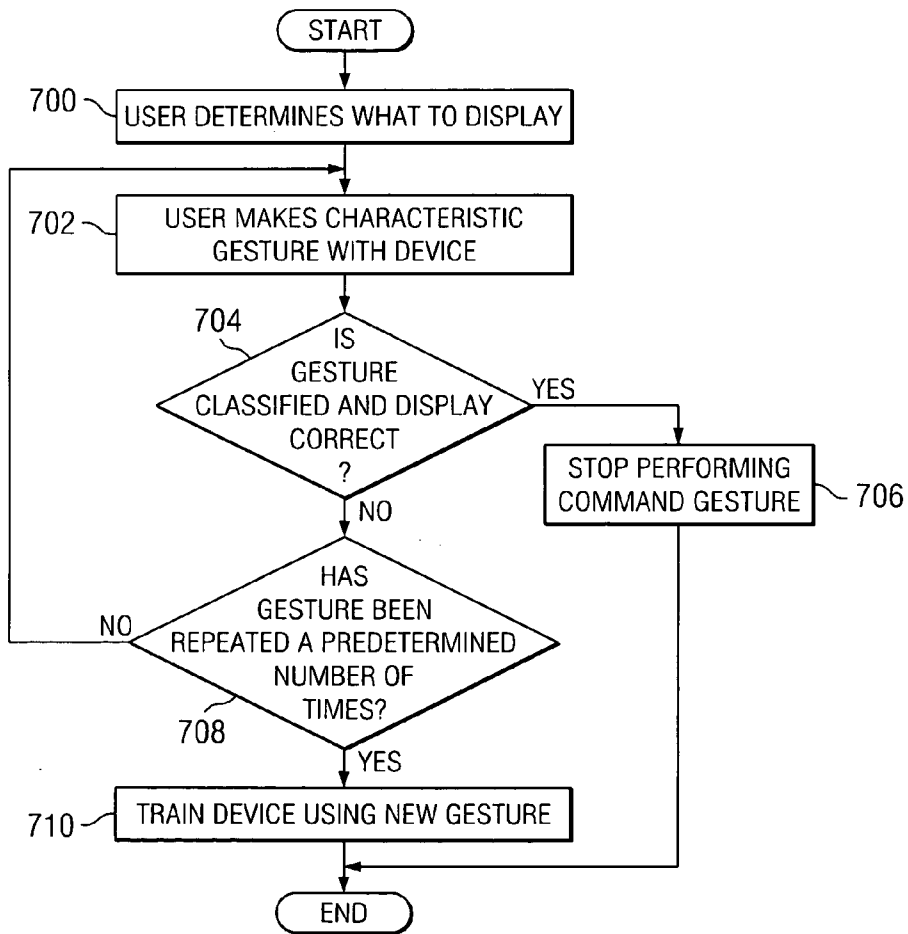 START
700
USER DETERMINES WHAT TO DISPLAY
702
USER MAKES CHARACTERISTIC
GESTURE WITH DEVICE
704
IS
GESTURE
CLASSIFIED AND DISPLAY
CORRECT
?
YES
STOP PERFORMING
COMMAND GESTURE
706
NO
HAS
GESTURE BEEN
REPEATED A PREDETERMINED
NUMBER OF
TIMES?
NO
708
YES
710
TRAIN DEVICE USING NEW GESTURE
END